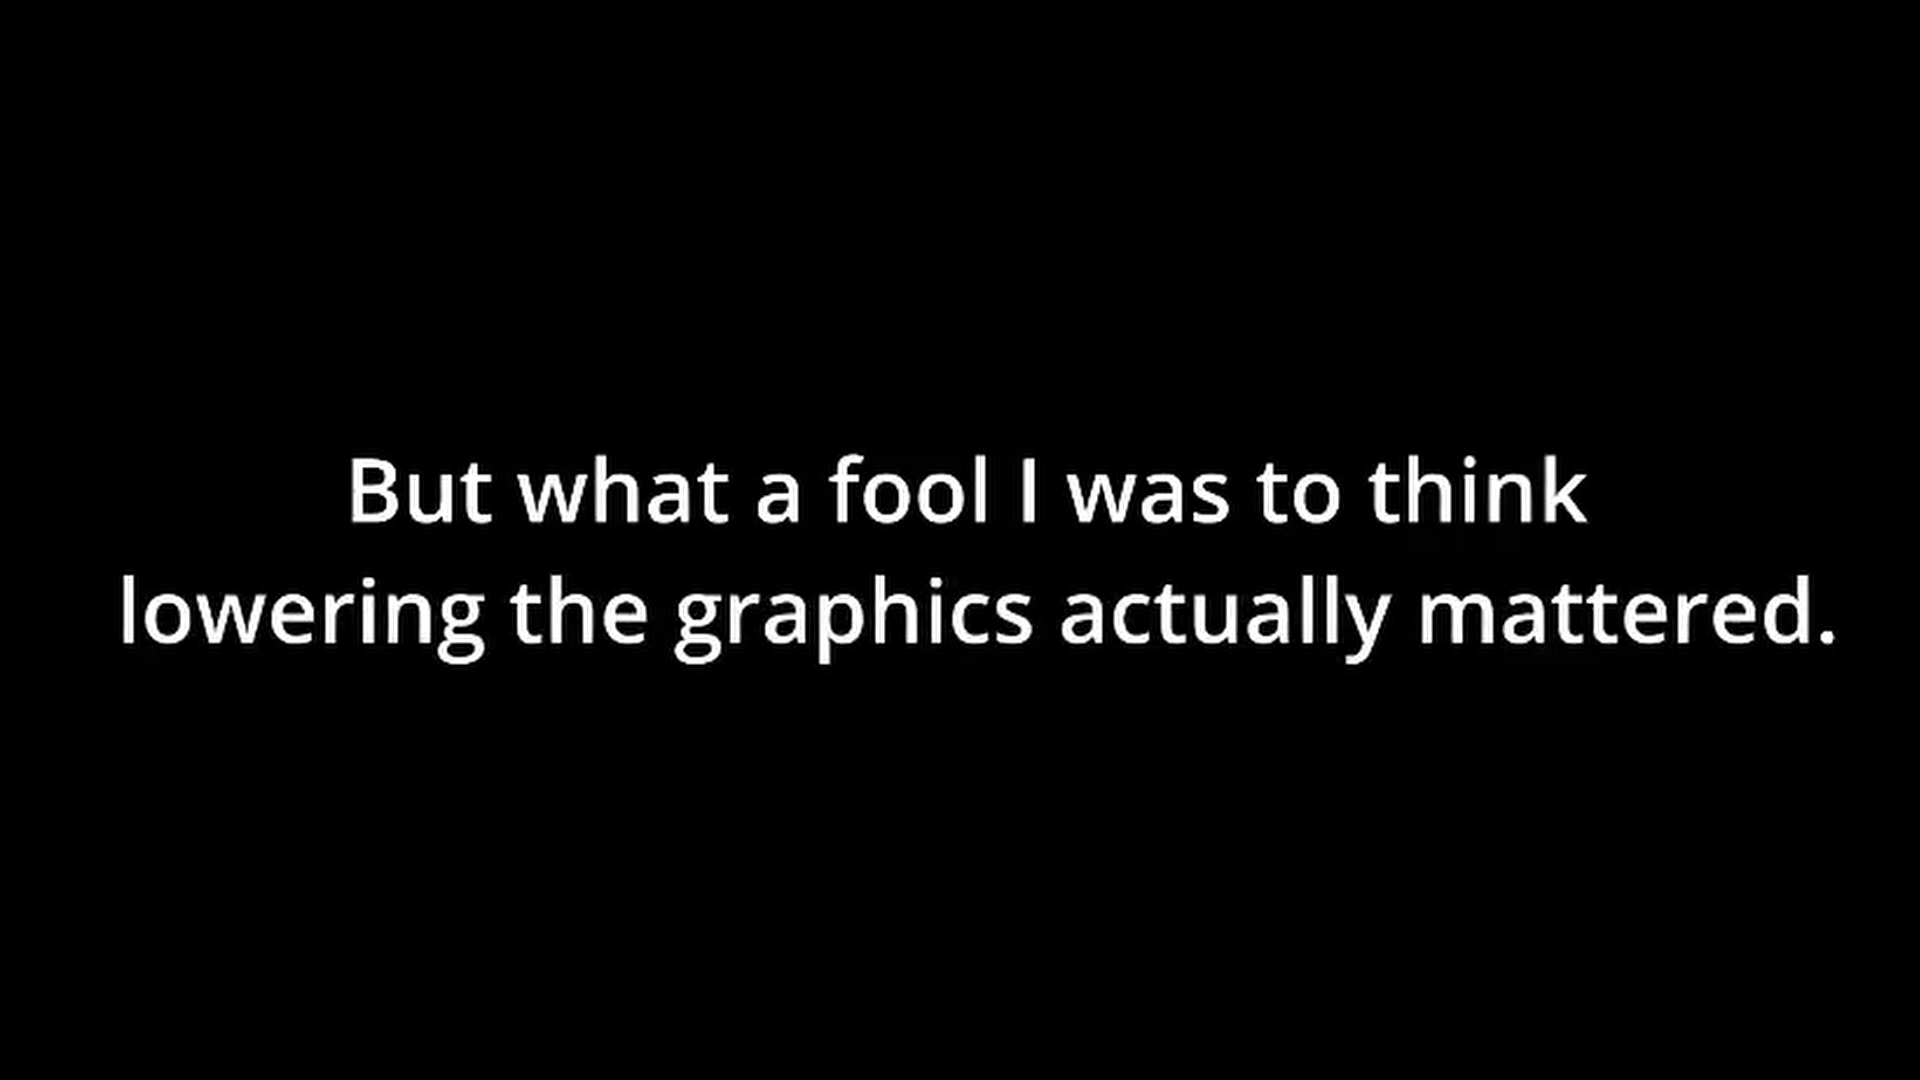 But what a fool I was to think
lowering the graphics actually mattered.